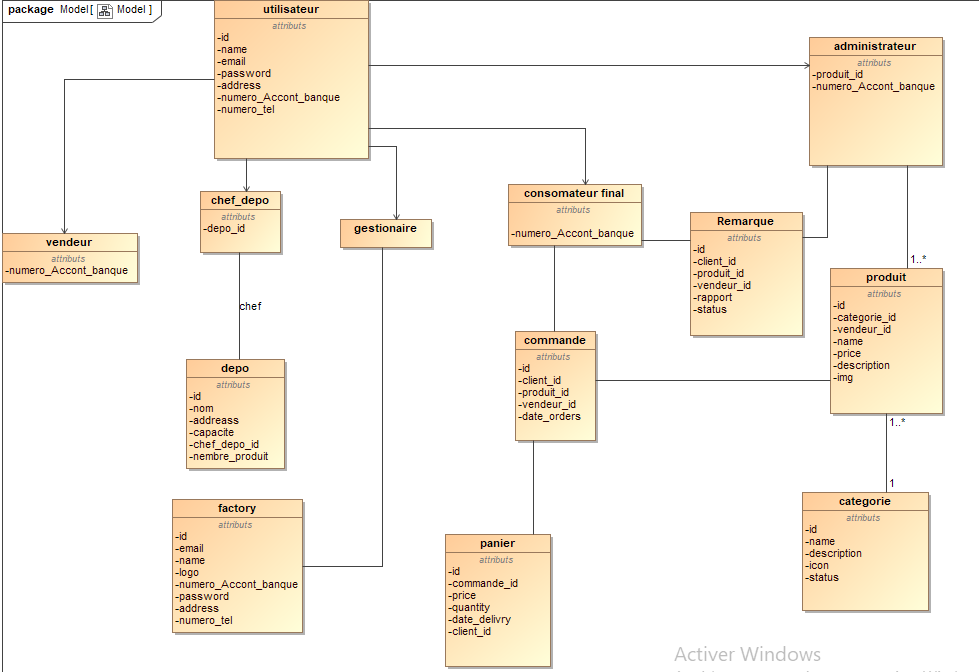 package Model [ Model ]
utilisateur
attributs
-id
-name
-email
-password
-address
-numero_Accont_banque
-numero_tel
administrateur
attributs
-produit_id
-numero_Accont_banque
chef_depo
attributs
-depo_id
gestionaire
consomateur final
attributs
-numero_Accont_banque
Remarque
attributs
-id
-client_id
-produit_id
-vendeur_id
-rapport
-status
vendeur
attributs
-numero_Accont_banque
1..*
produit
attributs
-id
-categorie_id
-vendeur_id
-name
-price
-description
-img
chef
commande
attributs
-id
-client_id
-produit_id
-vendeur_id
-date_orders
depo
attributs
-id
-nom
-addreass
-capacite
-chef_depo_id
-nembre_produit
1..*
1
factory
attributs
-id
-email
-name
-logo
-numero_Accont_banque
-password
-address
-numero_tel
panier
attributs
-id
-commande_id
-price
-quantity
-date_delivry
-client_id
categorie
attributs
-id
-name
-description
-icon
-status
Activer Windows